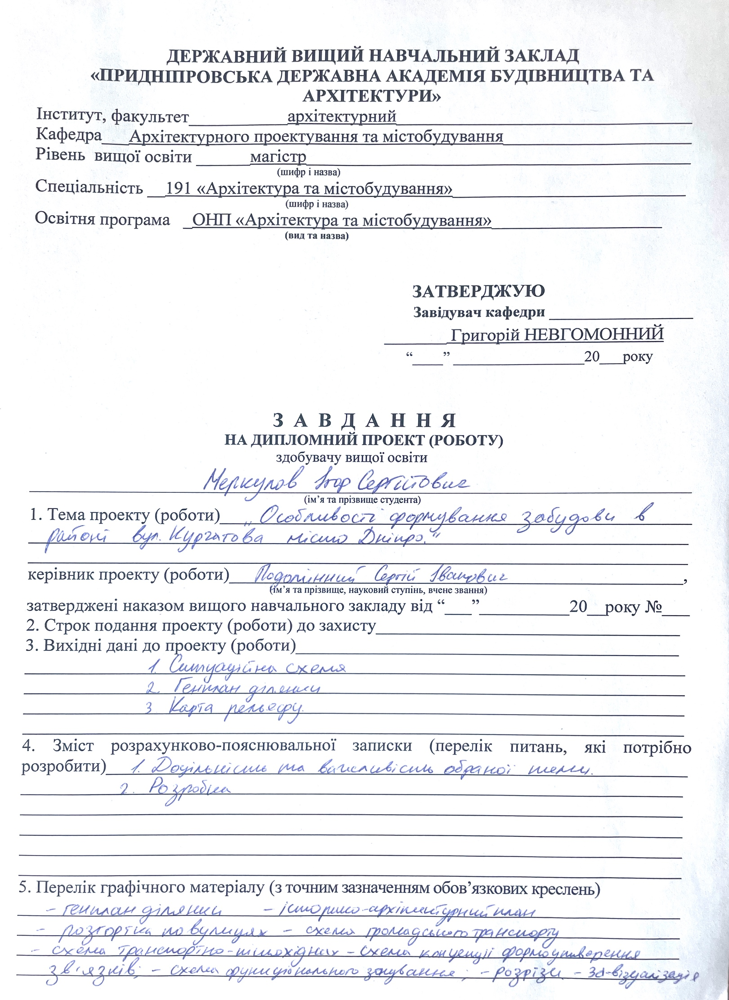 ДЕРЖАВНИЙ ВИЩИЙ НАВЧАЛЬНИЙ ЗАКЛАД
«ПРИДНІПРОВСЬКА ДЕРЖАВНА АКАДЕМІЯ БУДІВНИЦТВА ТА
АРХІТЕКТУРИ»
Інститут, факультет архітектурний
Кафедра Архітектурного проектування та містобудування
Рівень вищої освіти магістр
(шифр і назва)
Спеціальність 191 «Архітектура та містобудування»
(шифр і назва)
Освітня програма ОНП «Архітектура та містобудування»
(вид та назва)
ЗАТВЕРДЖУЮ
Завідувач кафедри
Григорій НЕВГОМОННИЙ
“____” ________________20___року
З А В Д А Н Н Я
НА ДИПЛОМНИЙ ПРОЕКТ (РОБОТУ)
здобувачу вищої освіти
Меркулов Ігор Сергійович
(ім’я та прізвище студента)
1. Тема проекту (роботи) „Особливості формування забудови в
районі вул. Курчатова місто Дніпро.“
керівник проекту (роботи) Подолинний Сергій Іванович,
(ім’я та прізвище, науковий ступінь, вчене звання)
затверджені наказом вищого навчального закладу від “___”__________20__року №___
2. Строк подання проекту (роботи) до захисту
3. Вихідні дані до проекту (роботи)
1. Ситуаційна схема
2. Генплан ділянки
3 Карта рельєфу.
4. Зміст розрахунково-пояснювальної записки (перелік питань, які потрібно
розробити) 1. Доцільність та важливість обраної теми.
2. Розробка
5. Перелік графічного матеріалу (з точним зазначенням обов’язкових креслень)
- генплан ділянки - історико-архітектурний план
- розгортка по вулицях - схема громадського транспорту
- схема транспортно-пішохідних - схема концепції формоутворення
зв'язків; - схема функціонального зонування; - розрізи - 3d-візуалізація